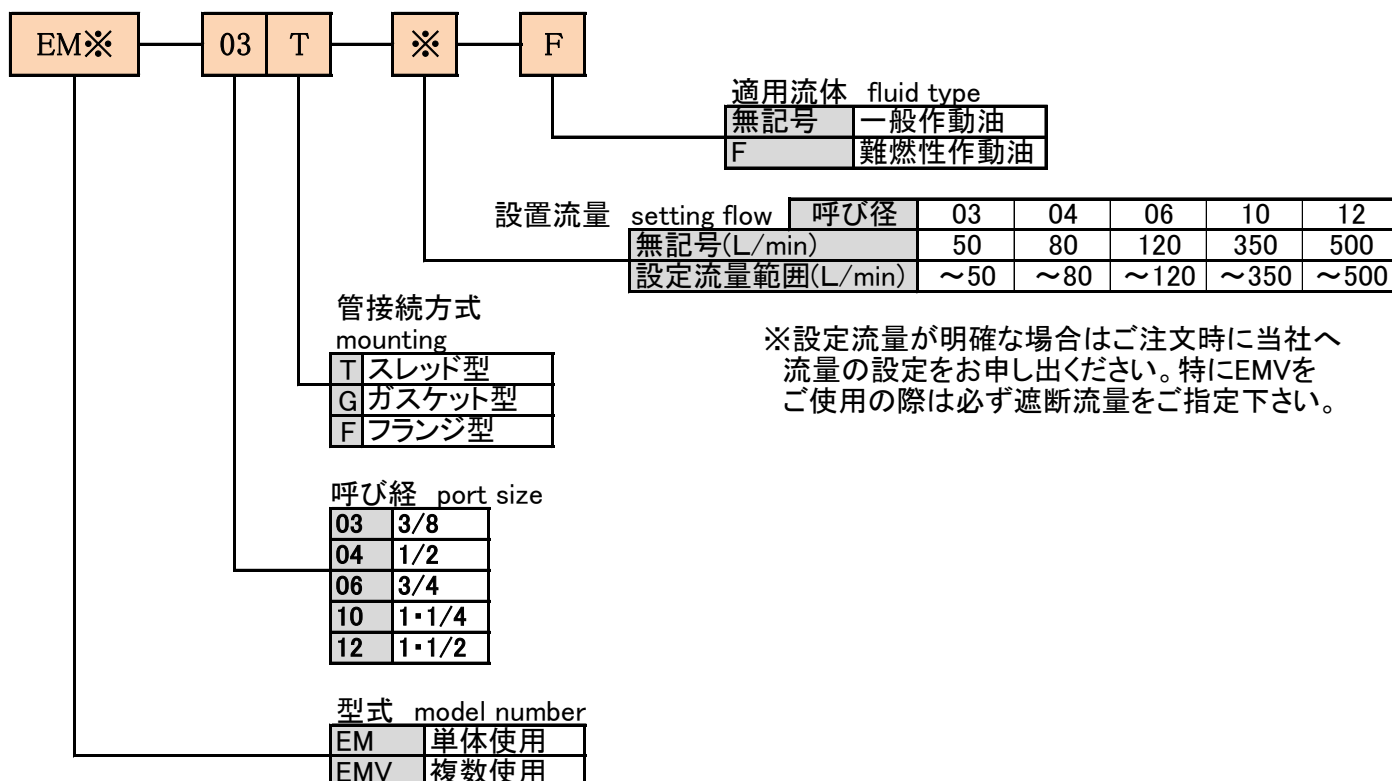 EM※ 03 T ※ F
適用流体 fluid type
無記号 一般作動油
F 難燃性作動油
設置流量 setting flow 呼び径 03 04 06 10 12
無記号(L/min) 50 80 120 350 500
設定流量範囲(L/min) ～50 ～80 ～120 ～350 ～500
管接続方式
mounting
T スレッド型
G ガスケット型
F フランジ型
※設定流量が明確な場合はご注文時に当社へ
流量の設定をお申し出ください。特にEMVを
ご使用の際は必ず遮断流量をご指定下さい。
呼び経 port size
03 3/8
04 1/2
06 3/4
10 1・1/4
12 1・1/2
型式 model number
EM 単体使用
EMV 複数使用